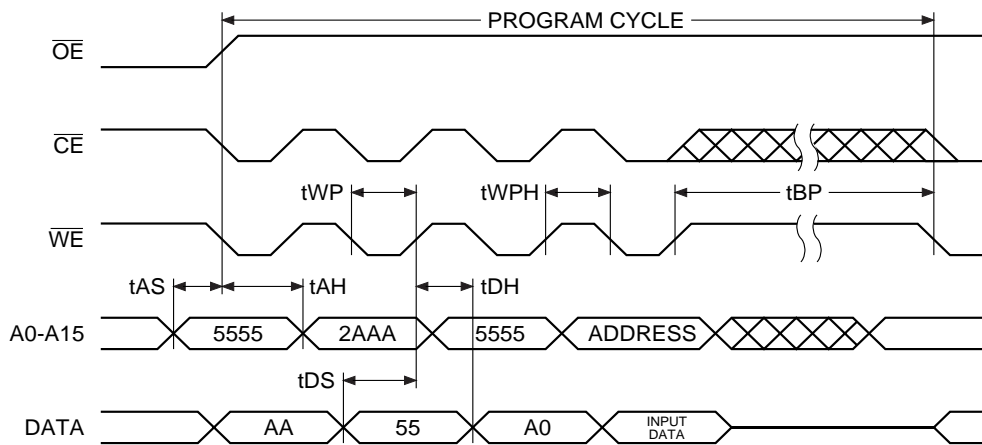 PROGRAM CYCLE
OE
CE
tWP
tWPH
tBP
WE
tAS
tAH
tDH
A0-A15
5555
2AAA
5555
ADDRESS
tDS
DATA
AA
55
A0
INPUT
DATA